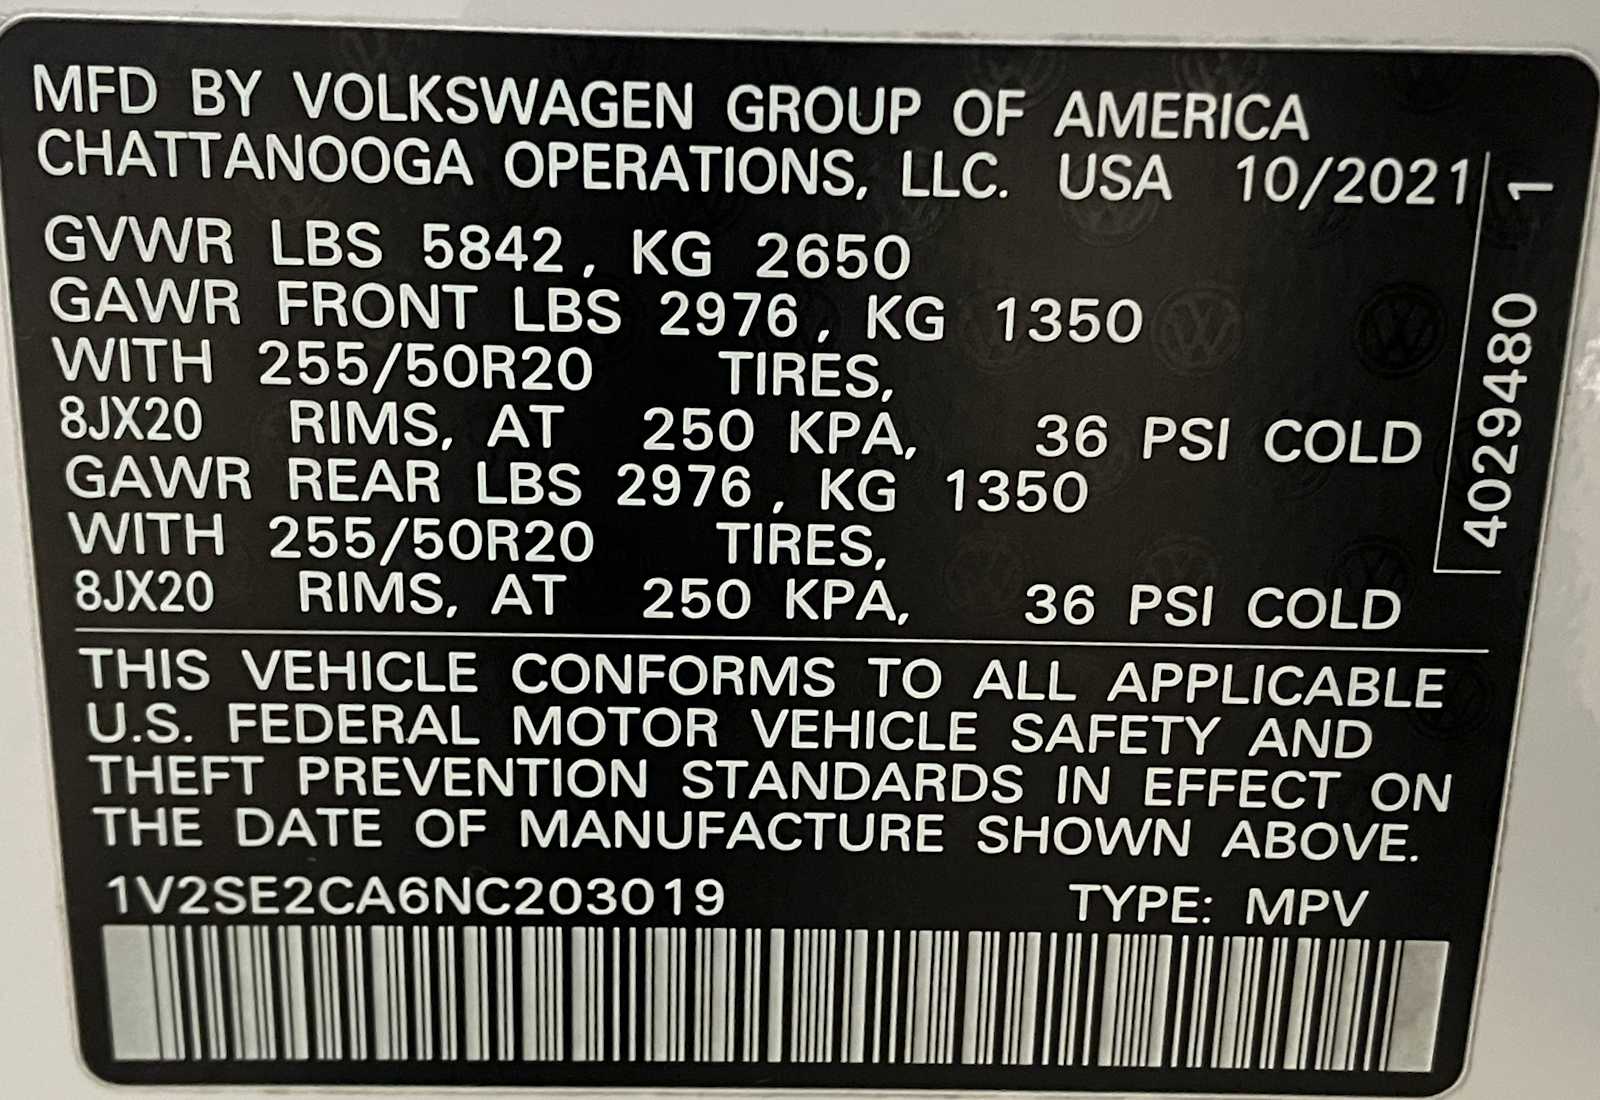 MFD BY VOLKSWAGEN GROUP OF AMERICA
CHATTANOOGA OPERATIONS, LLC. USA 10/2021
GVWR LBS 5842, KG 2650
GAWR FRONT LBS 2976, KG 1350
WITH 255/50R20 TIRES,
8JX20 RIMS, AT 250 KPA, 36 PSI COLD
GAWR REAR LBS 2976, KG 1350
WITH 255/50R20 TIRES,
8JX20 RIMS, AT 250 KPA, 36 PSI COLD
4029480 1
THIS VEHICLE CONFORMS TO ALL APPLICABLE
U.S. FEDERAL MOTOR VEHICLE SAFETY AND
THEFT PREVENTION STANDARDS IN EFFECT ON
THE DATE OF MANUFACTURE SHOWN ABOVE.
1V2SE2CA6NC203019 TYPE: MPV